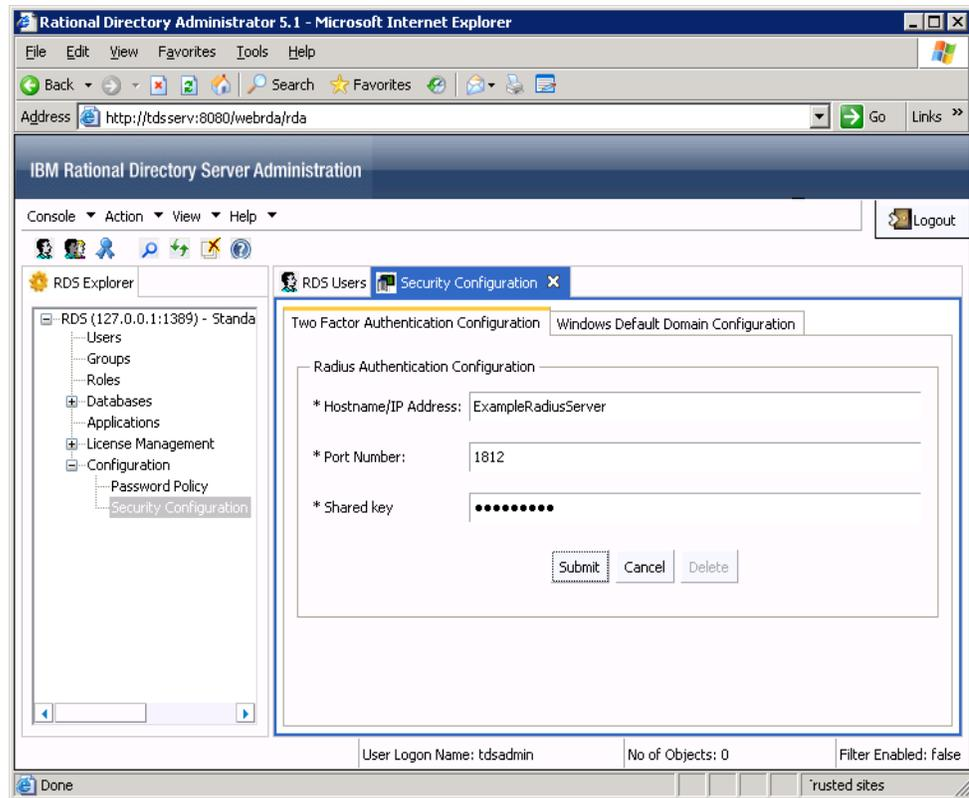 Rational Directory Administrator 5.1 - Microsoft Internet Explorer
File Edit View Favorites Tools Help
Back Search Favorites
Address http://tdsserv:8080/webrda/rda Go Links »
IBM Rational Directory Server Administration
Console Action View Help
Logout
RDS Explorer
RDS Users Security Configuration X
RDS (127.0.0.1:1389) - Standa
Users
Groups
Roles
Databases
Applications
License Management
Configuration
Password Policy
Security Configuration
Two Factor Authentication Configuration Windows Default Domain Configuration
Radius Authentication Configuration
* Hostname/IP Address: ExampleRadiusServer
* Port Number: 1812
* Shared key •••••••••
Submit Cancel Delete
User Logon Name: tdsadmin No of Objects: 0 Filter Enabled: false
Done rusted sites